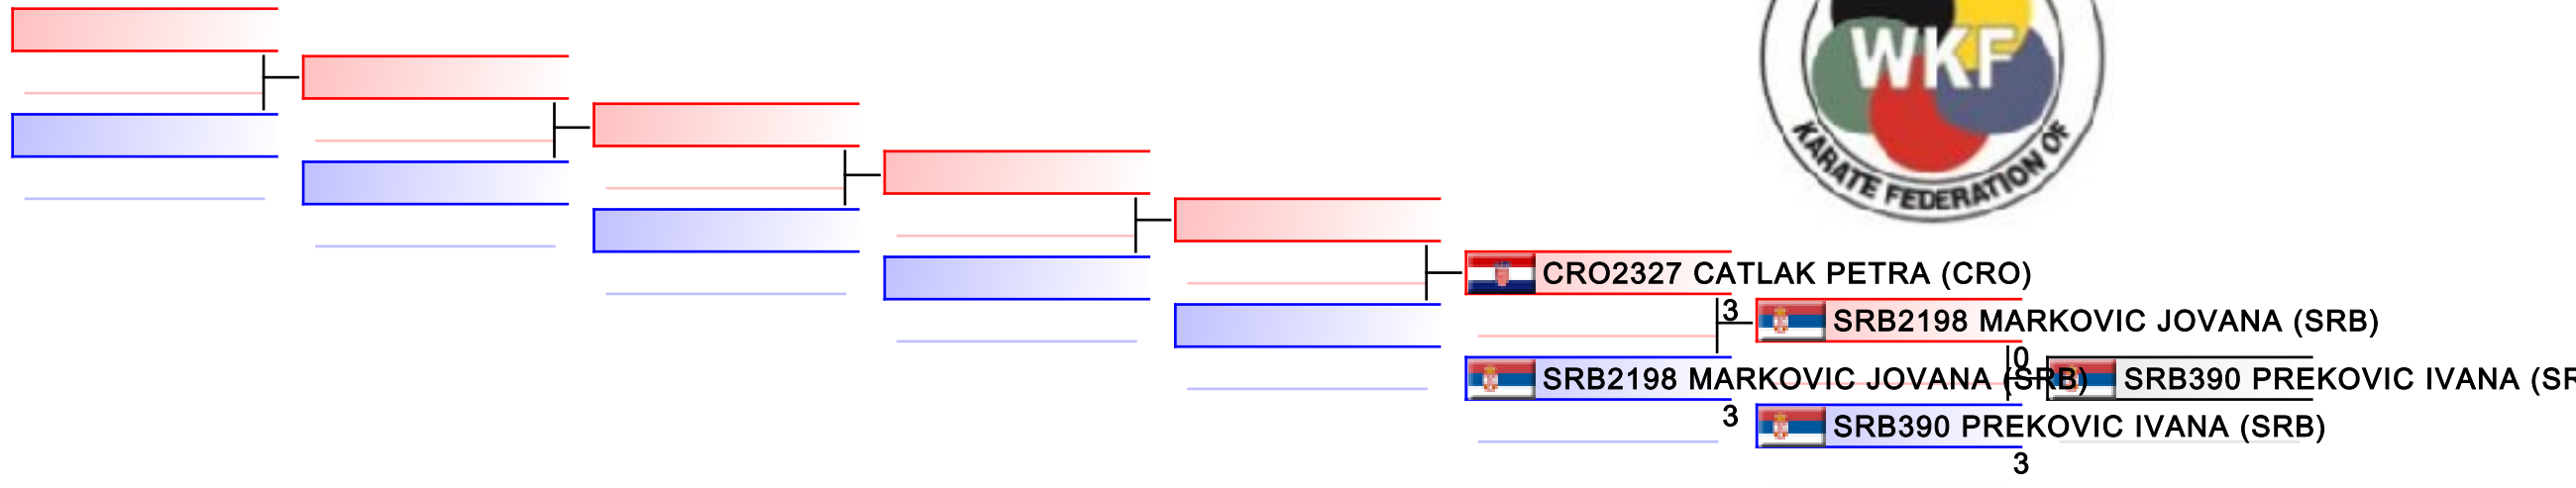 WKF
KARATE FEDERATION OF
CRO2327 CATLAK PETRA (CRO)
3
SRB2198 MARKOVIC JOVANA (SRB)
0
SRB2198 MARKOVIC JOVANA (SRB)
SRB390 PREKOVIC IVANA (SR
3
SRB390 PREKOVIC IVANA (SRB)
3